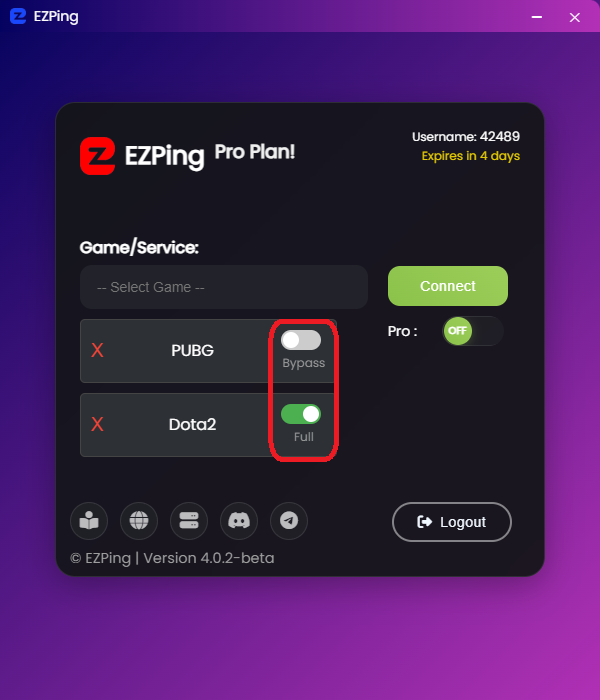 EZPing
Username: 42489
EZPing Pro Plan!
Expires in 4 days
Game/Service:
-- Select Game --
Connect
Pro :
OFF
X
PUBG
Bypass
X
Dota2
Full
Logout
© EZPing | Version 4.0.2-beta